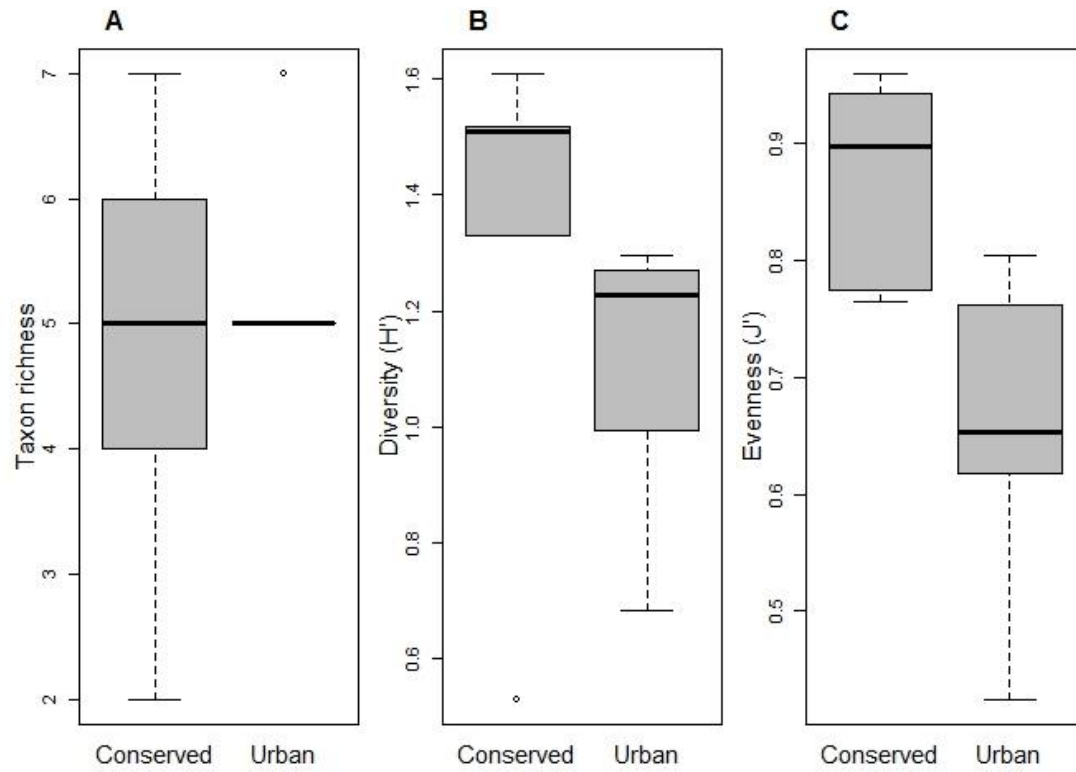 A
B
C
Taxon richness
7
6
5
4
3
2
Conserved
Urban
Diversity (H')
1.6
1.4
1.2
1.0
0.8
0.6
Conserved
Urban
Evenness (J')
0.9
0.8
0.7
0.6
0.5
Conserved
Urban